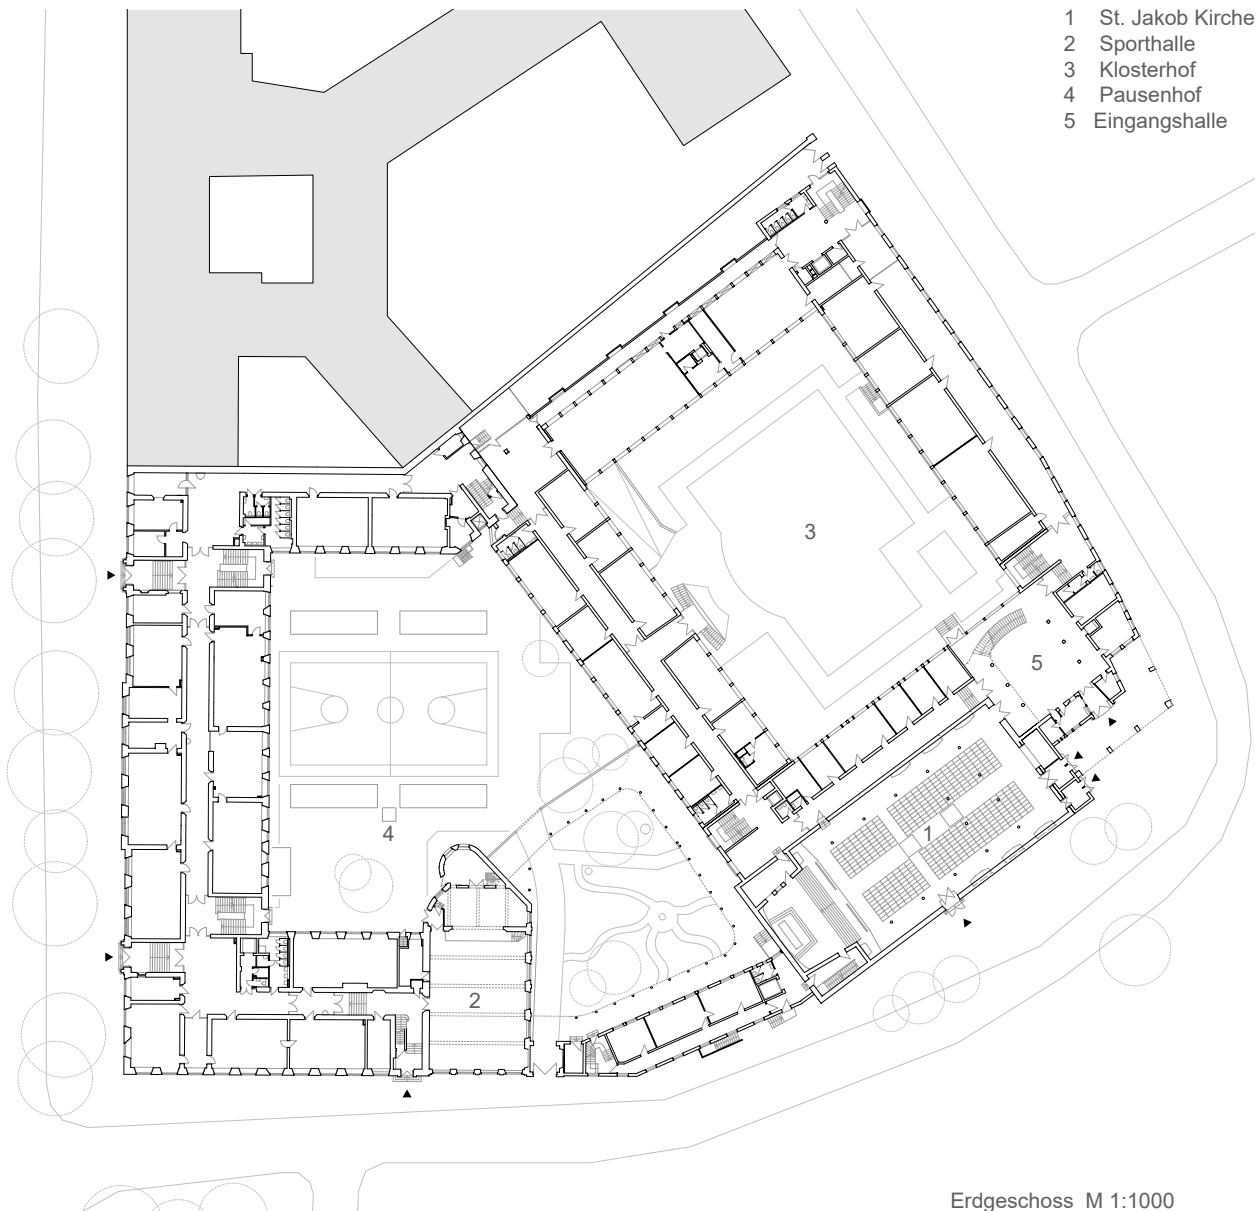 1 St. Jakob Kirche
2 Sporthalle
3 Klosterhof
4 Pausenhof
5 Eingangshalle
3
5
4
1
2
Erdgeschoss M 1:1000